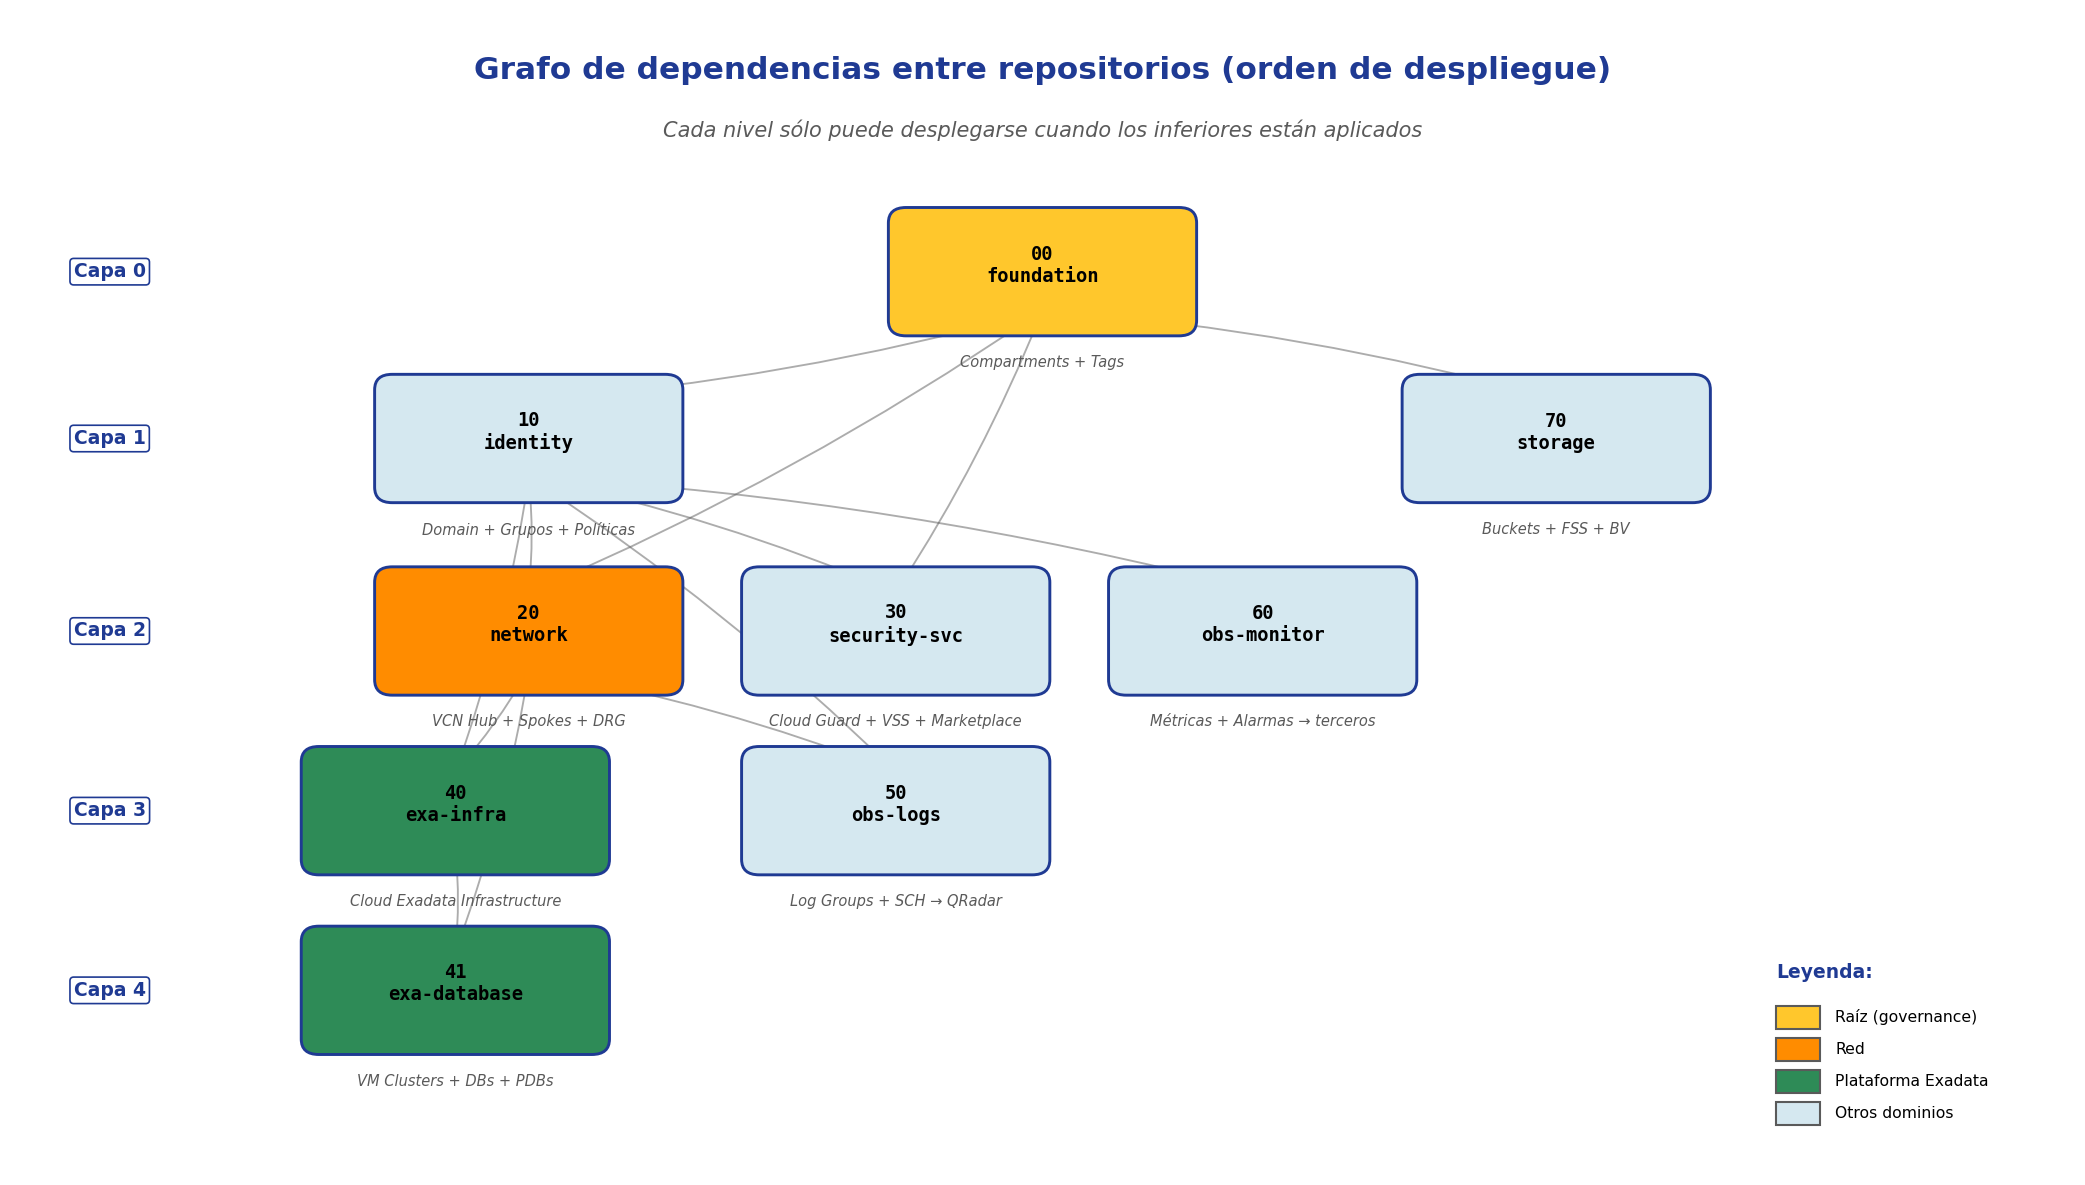 Grafo de dependencias entre repositorios (orden de despliegue)
Cada nivel sólo puede desplegarse cuando los inferiores están aplicados
Capa 0
00
foundation
Compartments + Tags
Capa 1
10
identity
Domain + Grupos + Políticas
70
storage
Buckets + FSS + BV
Capa 2
20
network
VCN Hub + Spokes + DRG
30
security-svc
Cloud Guard + VSS + Marketplace
60
obs-monitor
Métricas + Alarmas → terceros
Capa 3
40
exa-infra
Cloud Exadata Infrastructure
50
obs-logs
Log Groups + SCH → QRadar
Capa 4
41
exa-database
VM Clusters + DBs + PDBs
Leyenda:
Raíz (governance)
Red
Plataforma Exadata
Otros dominios